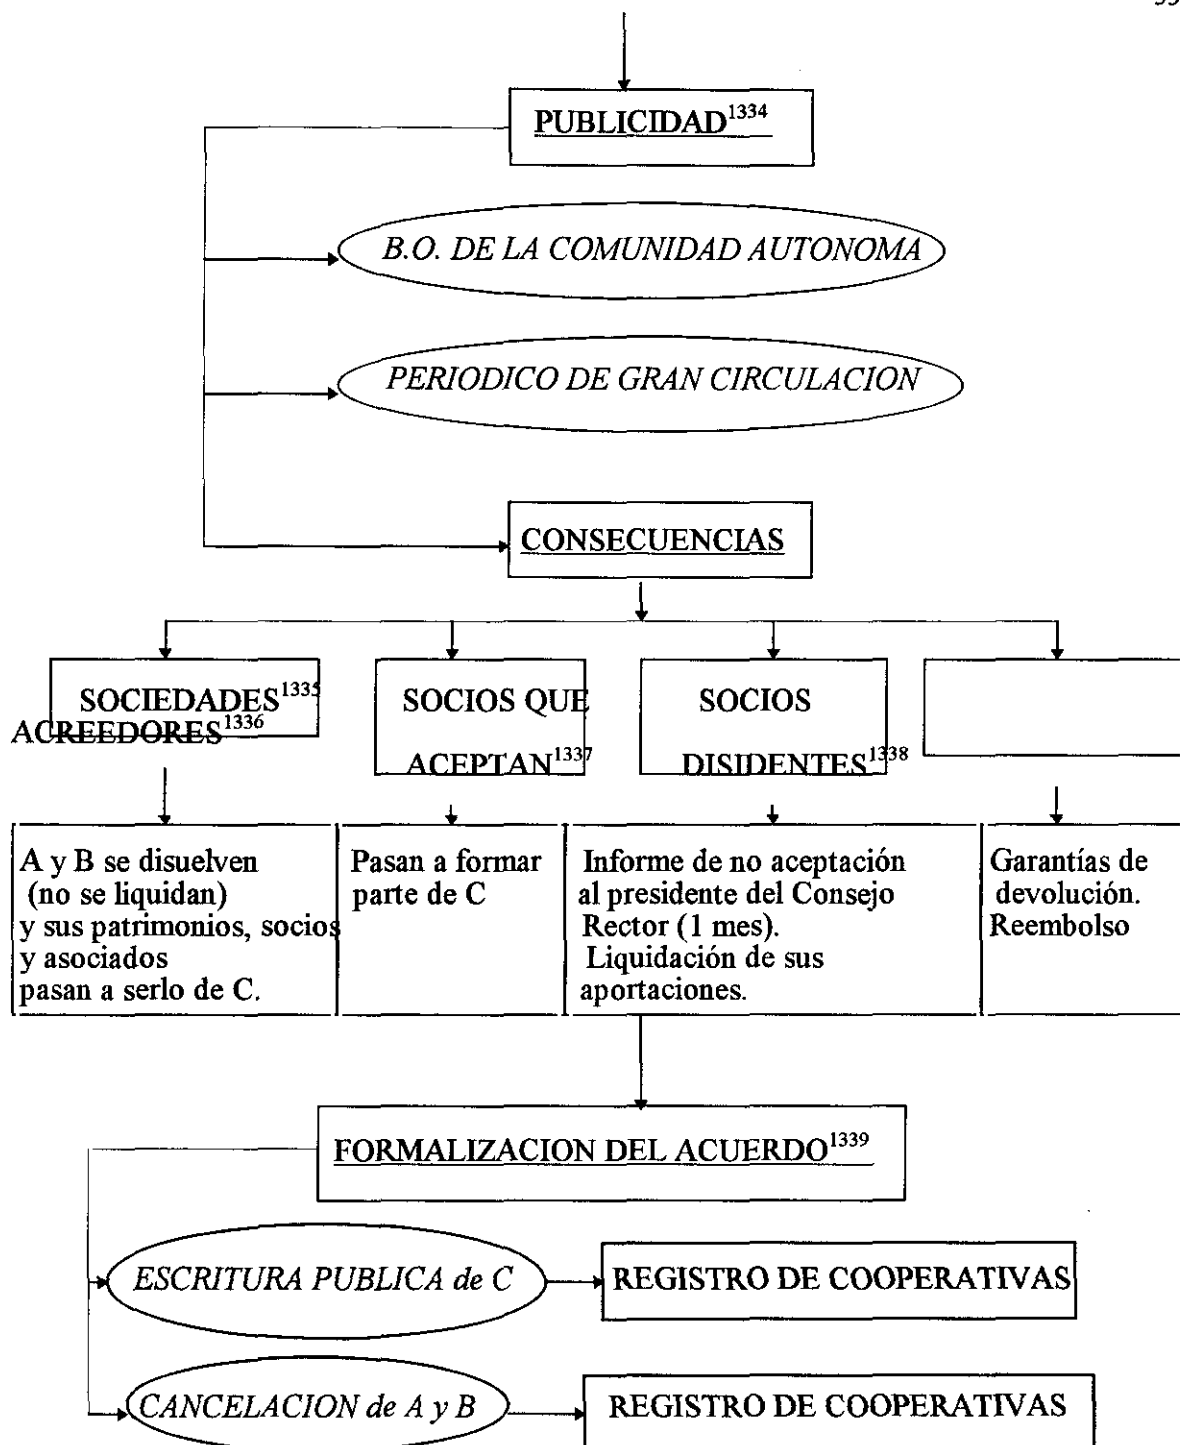 PUBLICIDAD1334
B.O. DE LA COMUNIDAD AUTONOMA
PERIODICO DE GRAN CIRCULACION
CONSECUENCIAS
SOCIEDADES1335
ACREEDORES1336
SOCIOS QUE
ACEPTAN1337
SOCIOS
DISIDENTES1338
A y B se disuelven
(no se liquidan)
y sus patrimonios, socios
y asociados
pasan a serlo de C.
Pasan a formar
parte de C
Informe de no aceptación
al presidente del Consejo
Rector (1 mes).
Liquidación de sus
aportaciones.
Garantías de
devolución.
Reembolso
FORMALIZACION DEL ACUERDO1339
ESCRITURA PUBLICA de C
REGISTRO DE COOPERATIVAS
CANCELACION de A y B
REGISTRO DE COOPERATIVAS